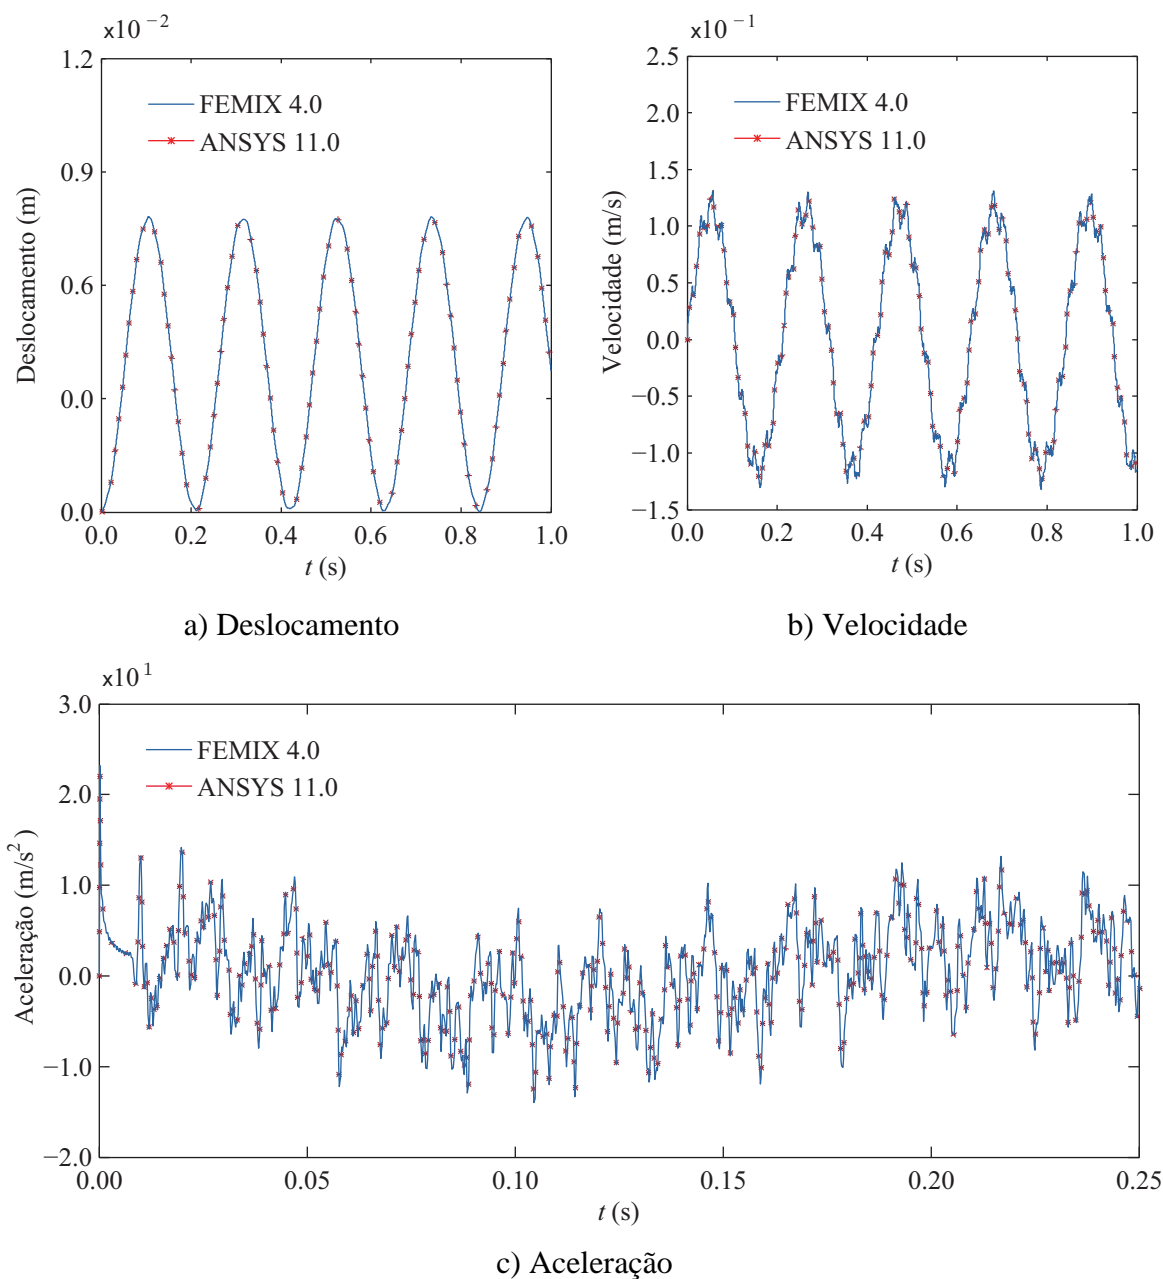 x10⁻²
1.2
0.9
0.6
0.0
0.0
Deslocamento (m)
FEMIX 4.0
ANSYS 11.0
0.0 0.2 0.4 0.6 0.8 1.0
t (s)
a) Deslocamento
x10⁻¹
2.5
2.0
1.5
1.0
0.5
0.0
−0.5
−1.0
−1.5
Velocidade (m/s)
FEMIX 4.0
ANSYS 11.0
0.0 0.2 0.4 0.6 0.8 1.0
t (s)
b) Velocidade
x10¹
3.0
2.0
1.0
0.0
−1.0
−2.0
Aceleração (m/s²)
FEMIX 4.0
ANSYS 11.0
0.00 0.05 0.10 0.15 0.20 0.25
t (s)
c) Aceleração